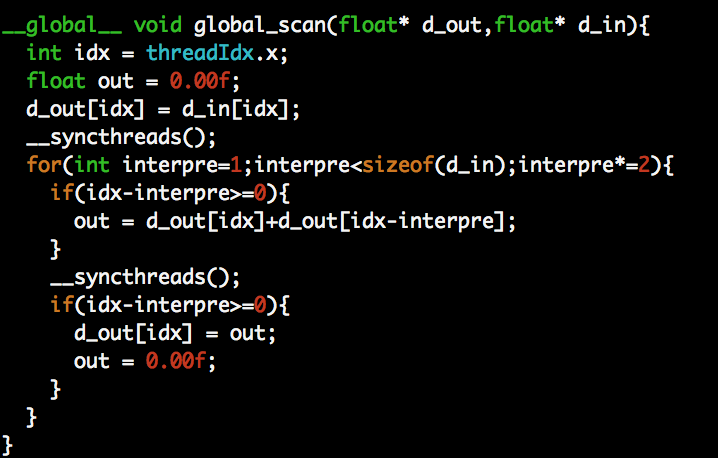 __global__ void global_scan(float* d_out,float* d_in){
  int idx = threadIdx.x;
  float out = 0.00f;
  d_out[idx] = d_in[idx];
  __syncthreads();
  for(int interpre=1;interpre<sizeof(d_in);interpre*=2){
    if(idx-interpre>=0){
      out = d_out[idx]+d_out[idx-interpre];
    }
    __syncthreads();
    if(idx-interpre>=0){
      d_out[idx] = out;
      out = 0.00f;
    }
  }
}